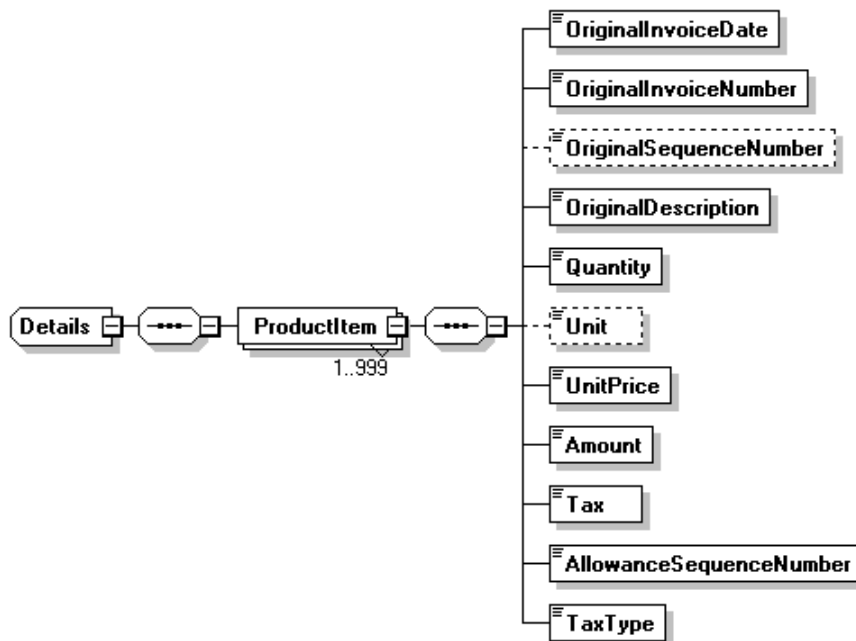 Details
ProductItem
1..999
OriginalInvoiceDate
OriginalInvoiceNumber
OriginalSequenceNumber
OriginalDescription
Quantity
Unit
UnitPrice
Amount
Tax
AllowanceSequenceNumber
TaxType